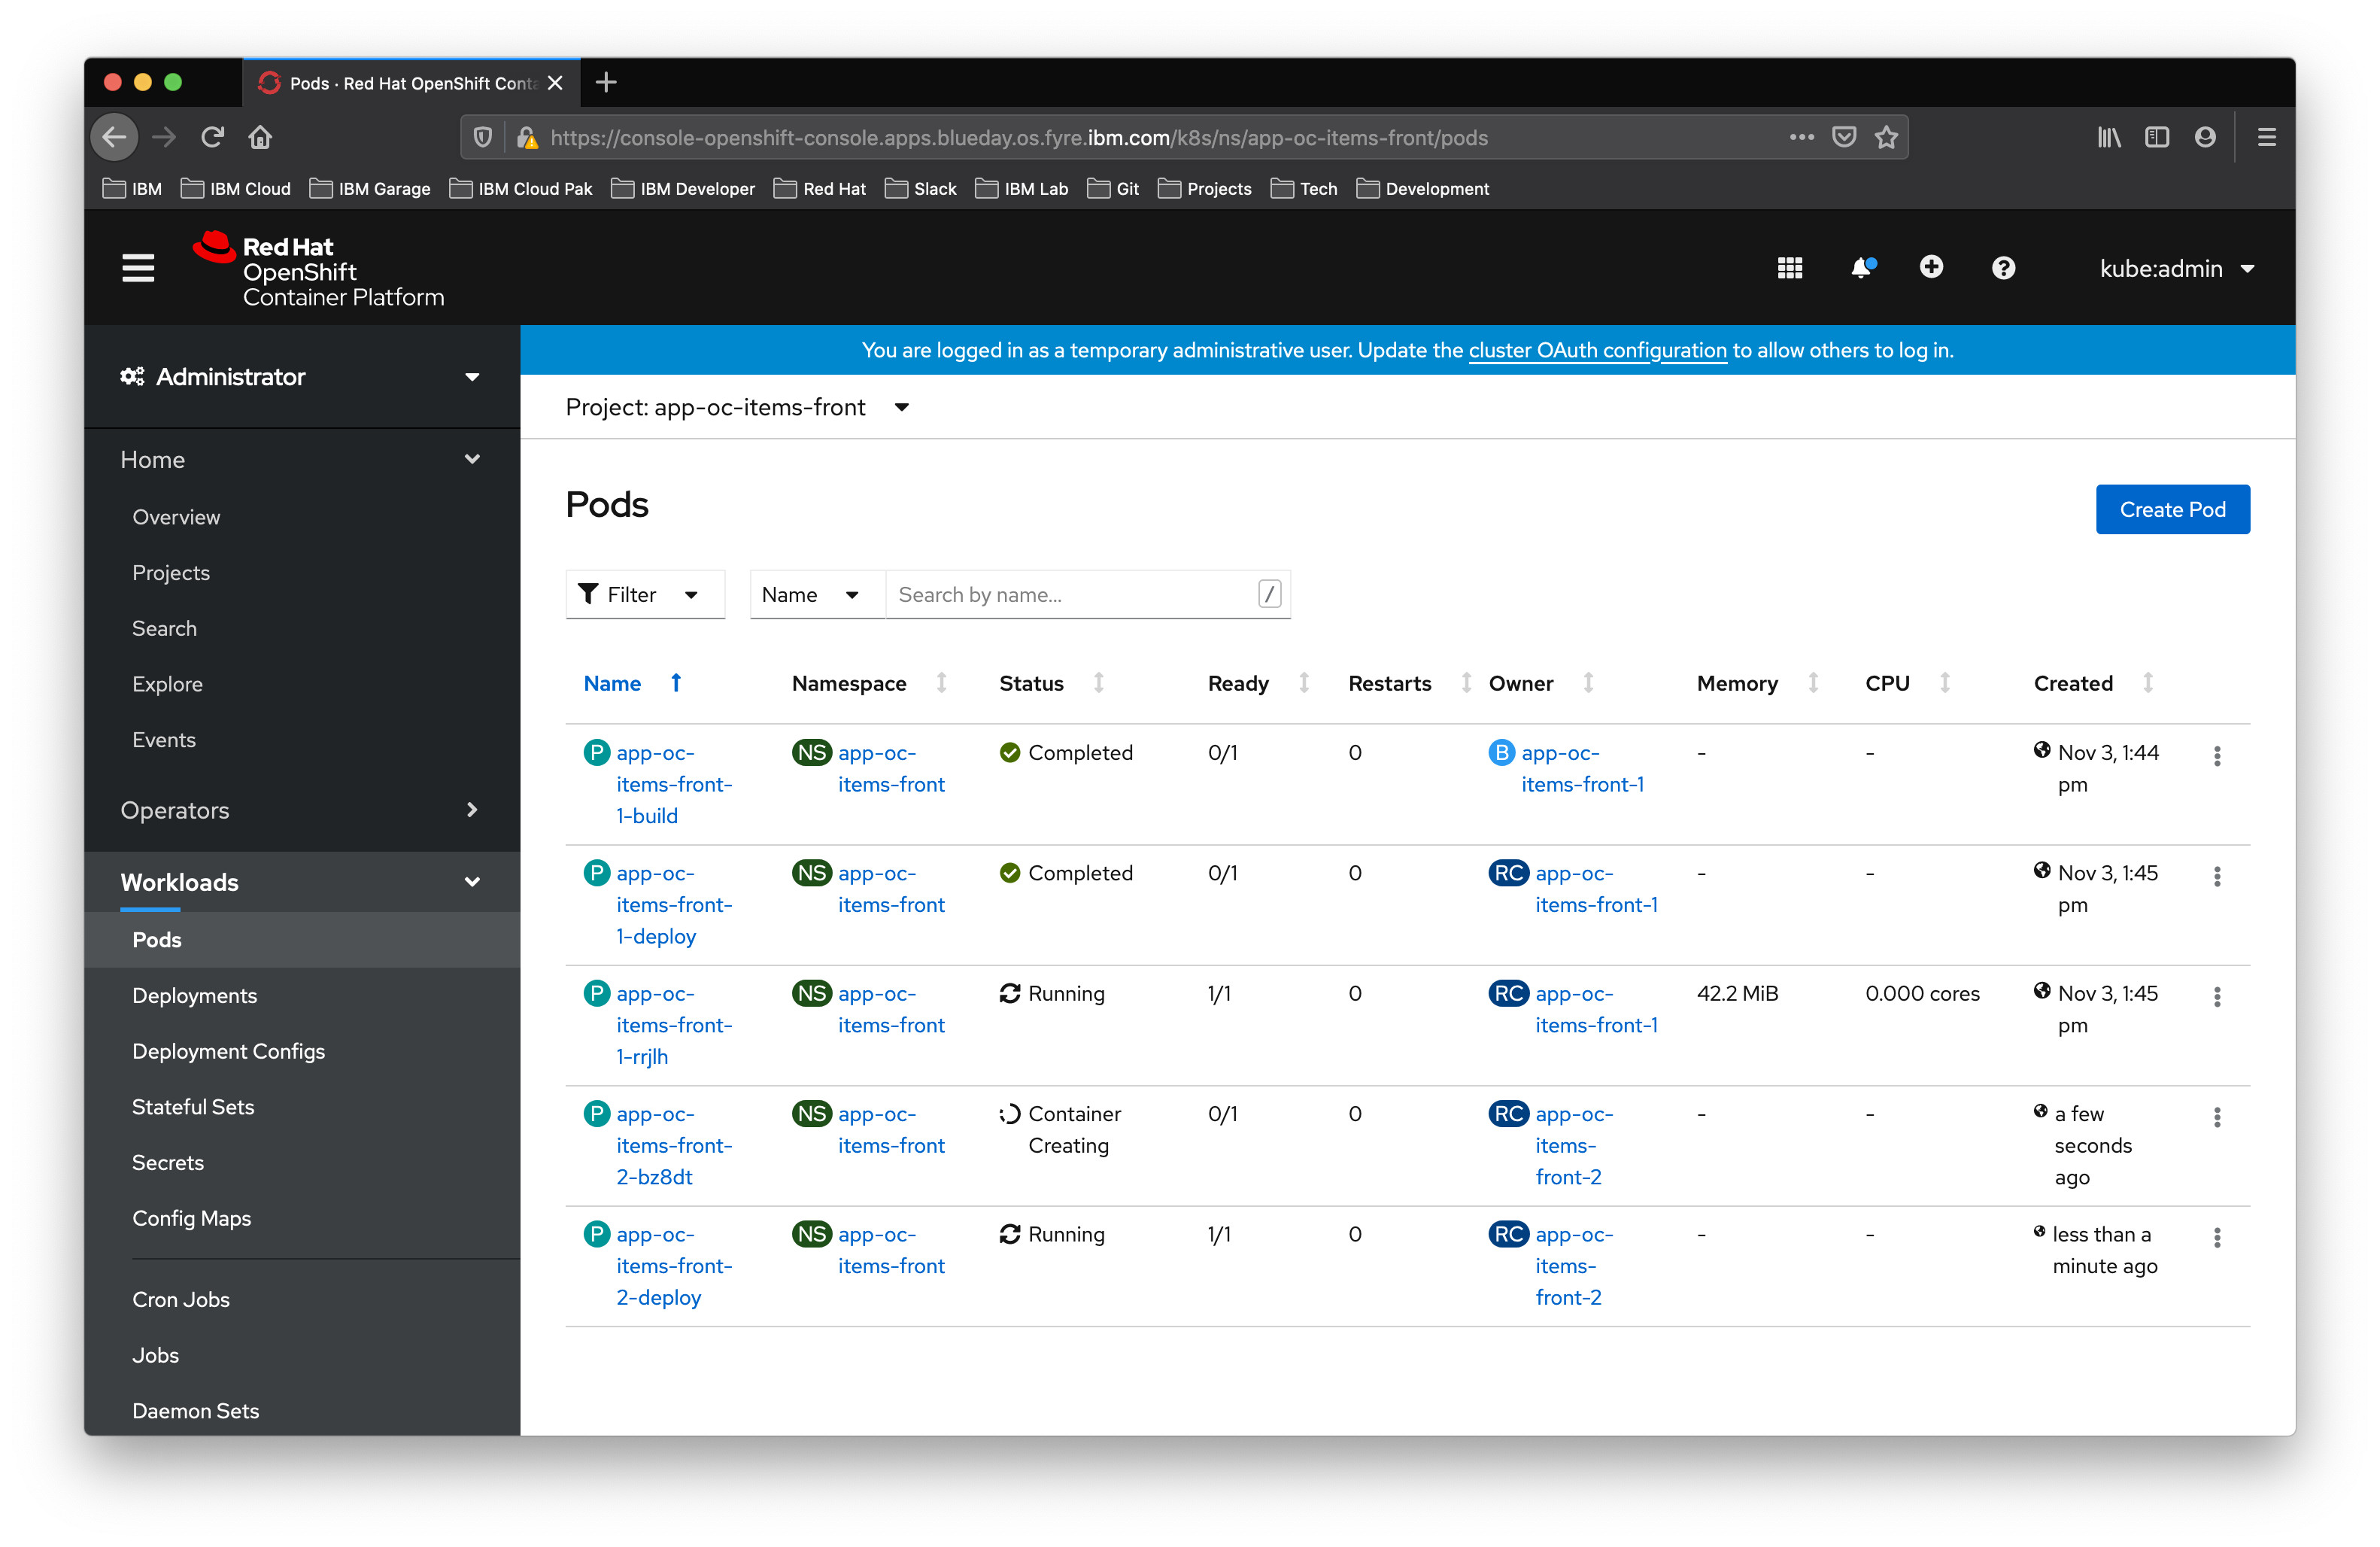 Pods · Red Hat OpenShift Conta
https://console-openshift-console.apps.blueday.os.fyre.ibm.com/k8s/ns/app-oc-items-front/pods
IBM IBM Cloud IBM Garage IBM Cloud Pak IBM Developer Red Hat Slack IBM Lab Git Projects Tech Development
Red Hat
OpenShift
Container Platform
kube:admin
You are logged in as a temporary administrative user. Update the cluster OAuth configuration to allow others to log in.
Administrator
Home
Overview
Projects
Search
Explore
Events
Operators
Workloads
Pods
Deployments
Deployment Configs
Stateful Sets
Secrets
Config Maps
Cron Jobs
Jobs
Daemon Sets
Project: app-oc-items-front
Pods
Create Pod
Filter Name Search by name... /
Name Namespace Status Ready Restarts Owner Memory CPU Created
P app-oc- NS app-oc- Completed 0/1 0 B app-oc- - - Nov 3, 1:44
items-front- items-front items-front-1 pm
1-build
P app-oc- NS app-oc- Completed 0/1 0 RC app-oc- - - Nov 3, 1:45
items-front- items-front items-front-1 pm
1-deploy
P app-oc- NS app-oc- Running 1/1 0 RC app-oc- 42.2 MiB 0.000 cores Nov 3, 1:45
items-front- items-front items-front-1 pm
1-rrjlh
P app-oc- NS app-oc- Container 0/1 0 RC app-oc- - - a few
items-front- items-front Creating items- seconds
2-bz8dt front-2 ago
P app-oc- NS app-oc- Running 1/1 0 RC app-oc- - - less than a
items-front- items-front items- minute ago
2-deploy front-2